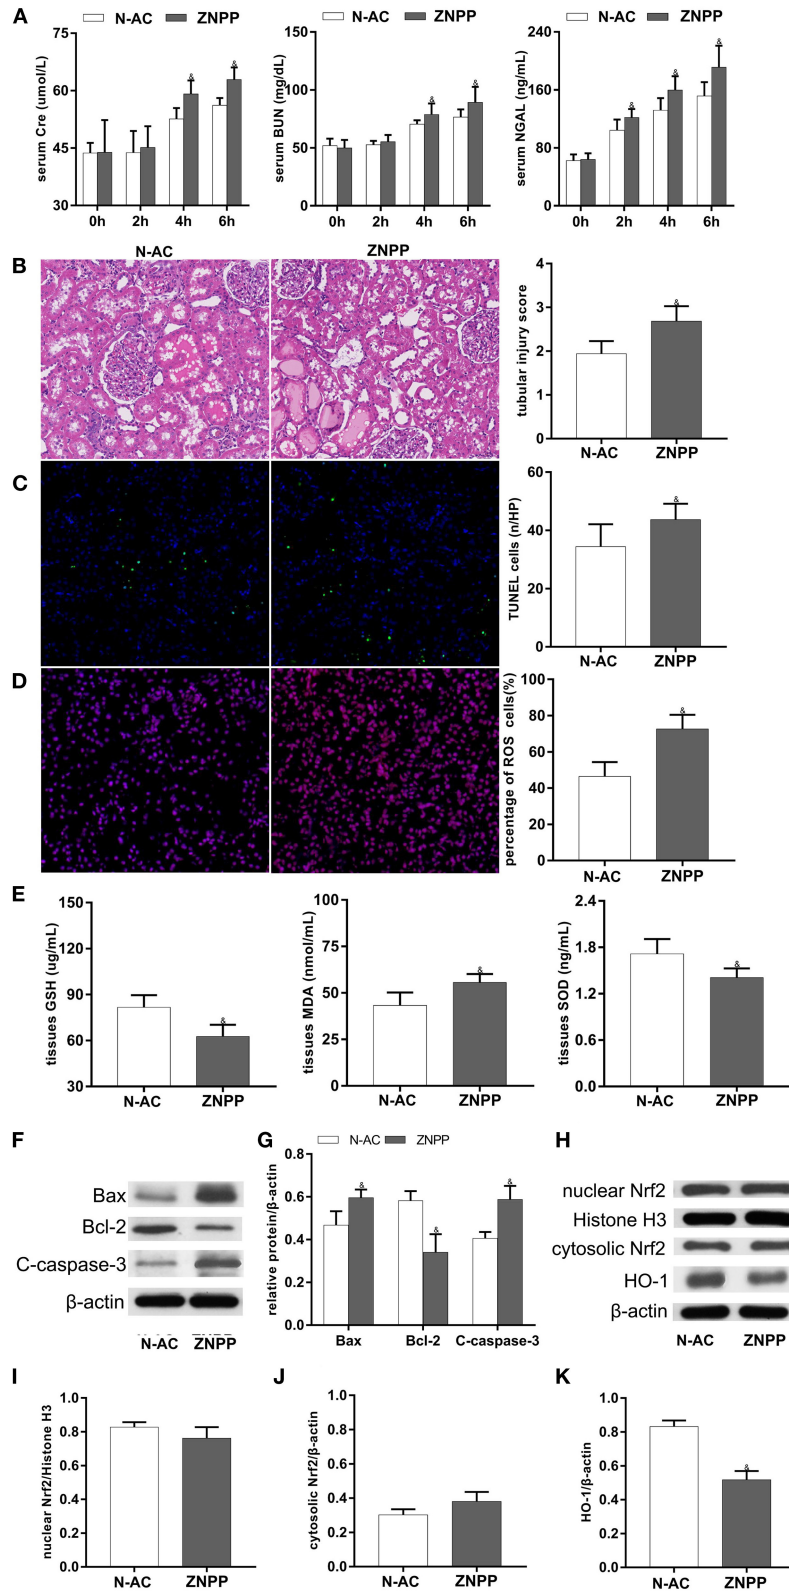 A
N-AC ZNPP
serum Cre (umol/L)
75
60
45
30
& &
0h 2h 4h 6h
N-AC ZNPP
serum BUN (mg/dL)
150
100
50
0
& &
0h 2h 4h 6h
N-AC ZNPP
serum NGAL (ng/mL)
240
160
80
0
& & &
0h 2h 4h 6h
B
N-AC ZNPP
tubular injury score
4
3
2
1
0
&
N-AC ZNPP
C
TUNEL cells (n/HP)
60
40
20
0
&
N-AC ZNPP
D
percentage of ROS cells(%)
100
80
60
40
20
0
&
N-AC ZNPP
E
tissues GSH (ug/mL)
150
120
90
60
30
&
N-AC ZNPP
tissues MDA (nmol/mL)
100
75
50
25
0
&
N-AC ZNPP
tissues SOD (ng/mL)
2.4
1.8
1.2
0.6
0.0
&
N-AC ZNPP
F
Bax
Bcl-2
C-caspase-3
β-actin
N-AC ZNPP
G
N-AC ZNPP
relative protein/β-actin
0.8
0.6
0.4
0.2
0.0
& & &
Bax Bcl-2 C-caspase-3
H
nuclear Nrf2
Histone H3
cytosolic Nrf2
HO-1
β-actin
N-AC ZNPP
I
nuclear Nrf2/Histone H3
1.0
0.8
0.6
0.4
0.2
0.0
N-AC ZNPP
J
cytosolic Nrf2/β-actin
1.0
0.8
0.6
0.4
0.2
0.0
N-AC ZNPP
K
HO-1/β-actin
1.0
0.8
0.6
0.4
0.2
0.0
&
N-AC ZNPP